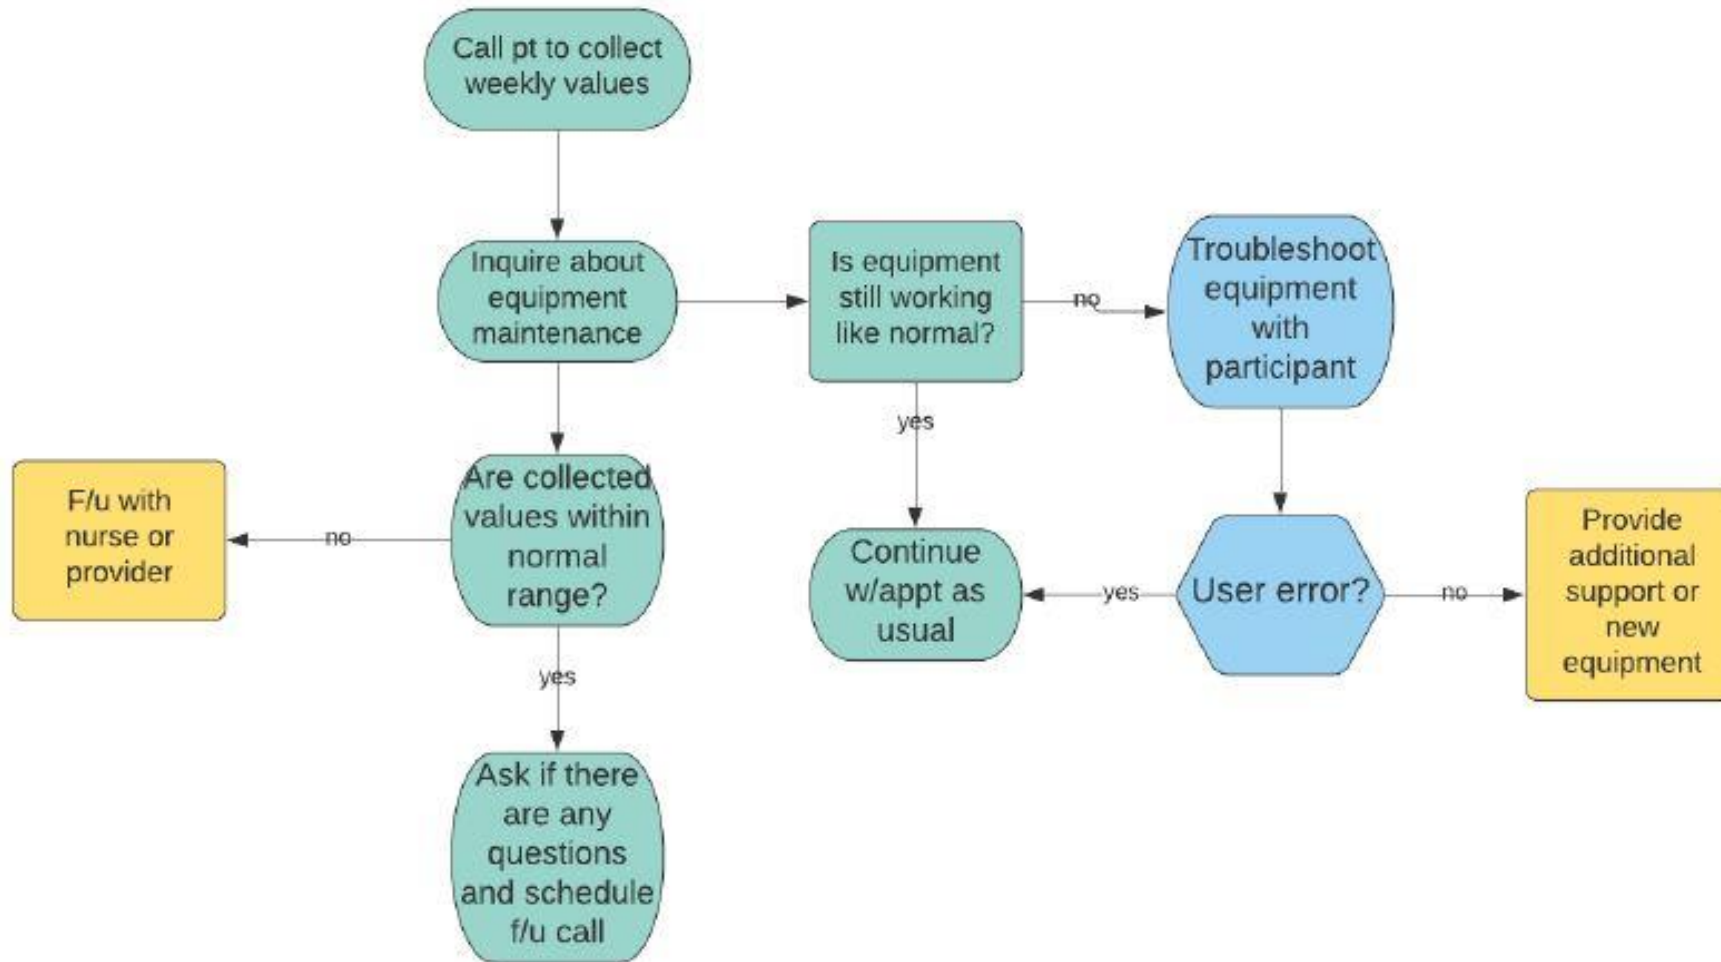 Call pt to collect
weekly values
Inquire about
equipment
maintenance
Is equipment
still working
like normal?
no
Troubleshoot
equipment
with
participant
yes
Are collected
values within
normal
range?
no
F/u with
nurse or
provider
Continue
w/appt as
usual
yes
User error?
no
Provide
additional
support or
new
equipment
yes
Ask if there
are any
questions
and schedule
f/u call